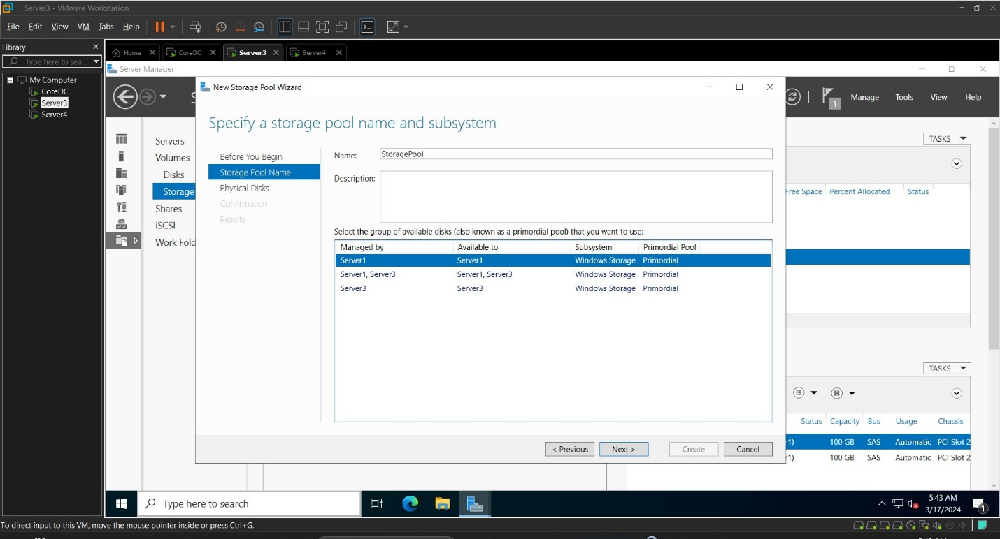 Server3 - VMware Workstation
File Edit View VM Tabs Help
Library
Type here to sea...
My Computer
CoreDC
Server3
Server4
Home CoreDC Server3 Server4
Server Manager
New Storage Pool Wizard
1
Manage Tools View Help
Specify a storage pool name and subsystem
Servers
Volumes
Disks
Storage
Shares
iSCSI
Work Fold
Before You Begin
Storage Pool Name
Physical Disks
Confirmation
Results
Name: StoragePool
Description:
Select the group of available disks (also known as a primordial pool) that you want to use:
Managed by Available to Subsystem Primordial Pool
Server1 Server1 Windows Storage Primordial
Server1, Server3 Server1, Server3 Windows Storage Primordial
Server3 Server3 Windows Storage Primordial
< Previous Next > Create Cancel
TASKS
Free Space Percent Allocated Status
TASKS
Status Capacity Bus Usage Chassis
r1) 100 GB SAS Automatic PCI Slot 2
r1) 100 GB SAS Automatic PCI Slot 2
Type here to search
5:43 AM
3/17/2024
1
To direct input to this VM, move the mouse pointer inside or press Ctrl+G.